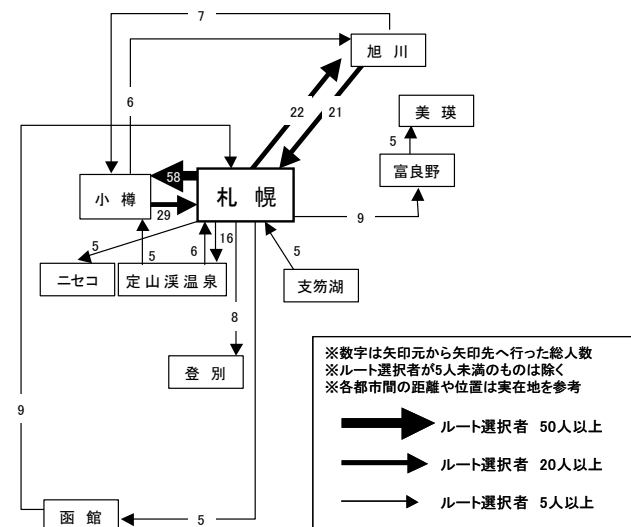 7
旭 川
6
22
21
美 瑛
5
富良野
58
札 幌
小 樽
29
9
5
5
6
16
5
ニセコ
定山渓温泉
支笏湖
8
登 別
9
※数字は矢印元から矢印先へ行った総人数
※ルート選択者が5人未満のものは除く
※各都市間の距離や位置は実在地を参考
ルート選択者 50人以上
ルート選択者 20人以上
ルート選択者 5人以上
函 館
5